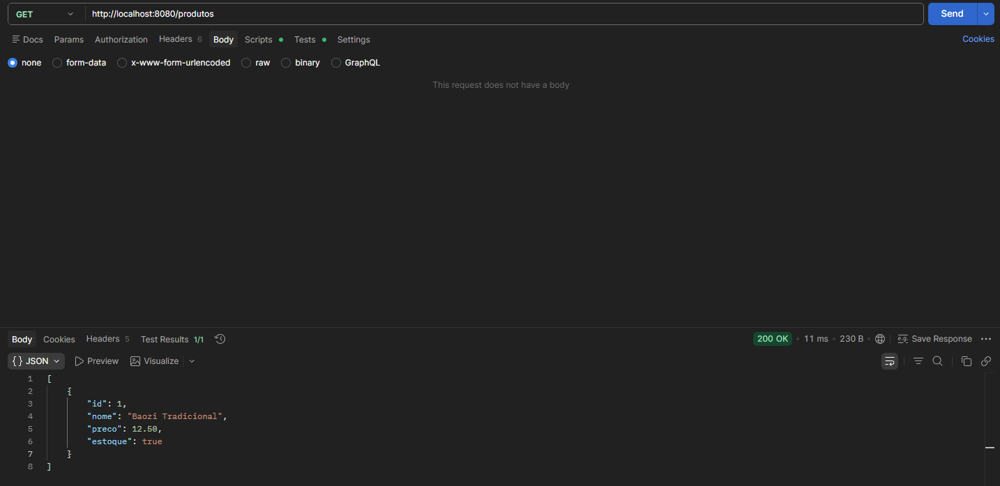 GET http://localhost:8080/produtos Send
Docs Params Authorization Headers 6 Body Scripts Tests Settings Cookies
none form-data x-www-form-urlencoded raw binary GraphQL
This request does not have a body
Body Cookies Headers 5 Test Results 1/1 200 OK 11 ms 230 B e.g. Save Response
{} JSON Preview Visualize
1 [
2 {
3 "id": 1,
4 "nome": "Baozi Tradicional",
5 "preco": 12.50,
6 "estoque": true
7 }
8 ]